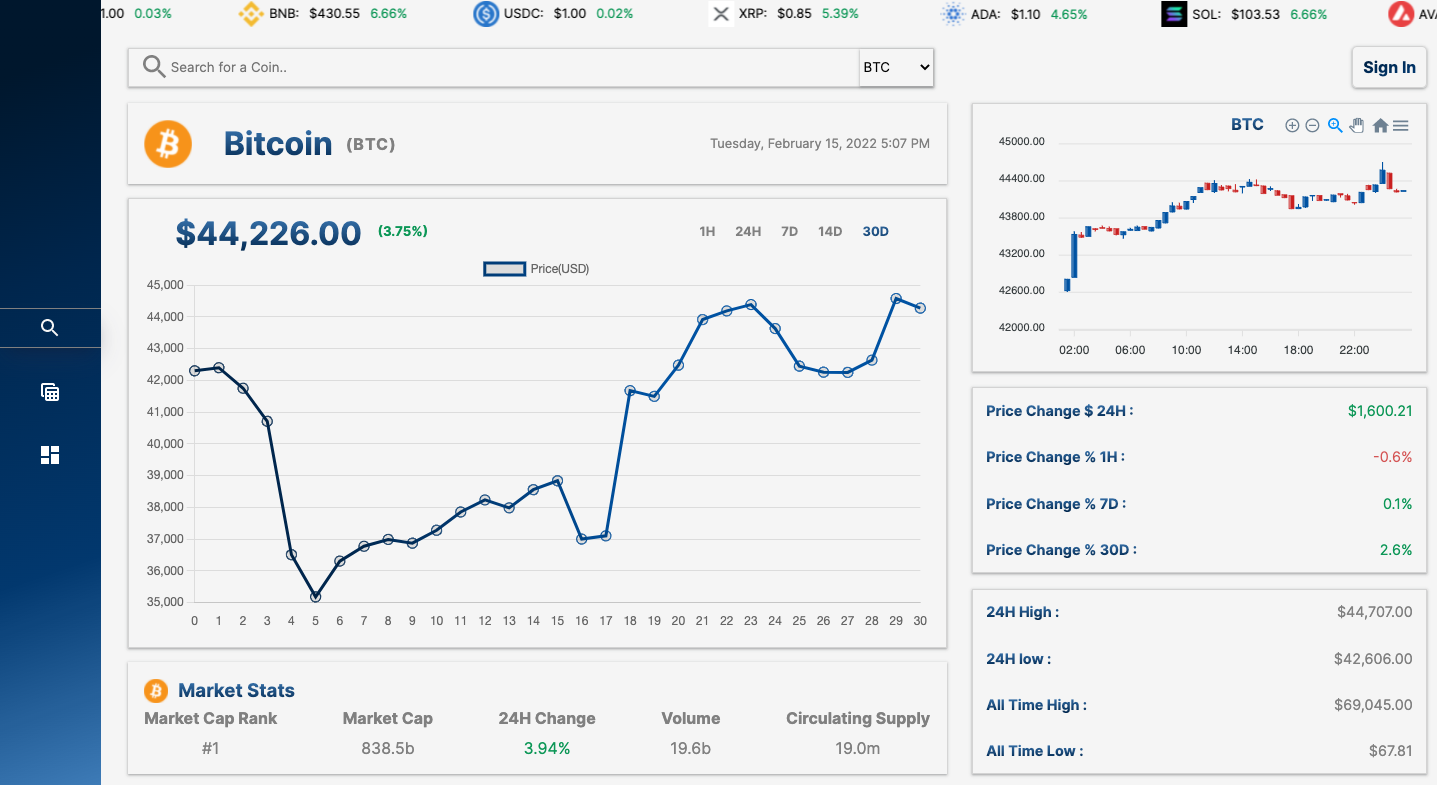 1.00 0.03% BNB: $430.55 6.66% USDC: $1.00 0.02% XRP: $0.85 5.39% ADA: $1.10 4.65% SOL: $103.53 6.66% AVA
Search for a Coin.. BTC Sign In
Bitcoin (BTC) Tuesday, February 15, 2022 5:07 PM
$44,226.00 (3.75%) 1H 24H 7D 14D 30D
Price(USD)
45,000
44,000
43,000
42,000
41,000
40,000
39,000
38,000
37,000
36,000
35,000
0 1 2 3 4 5 6 7 8 9 10 11 12 13 14 15 16 17 18 19 20 21 22 23 24 25 26 27 28 29 30
Market Stats
Market Cap Rank Market Cap 24H Change Volume Circulating Supply
#1 838.5b 3.94% 19.6b 19.0m
BTC
45000.00
44400.00
43800.00
43200.00
42600.00
42000.00
02:00 06:00 10:00 14:00 18:00 22:00
Price Change $ 24H : $1,600.21
Price Change % 1H : -0.6%
Price Change % 7D : 0.1%
Price Change % 30D : 2.6%
24H High : $44,707.00
24H low : $42,606.00
All Time High : $69,045.00
All Time Low : $67.81